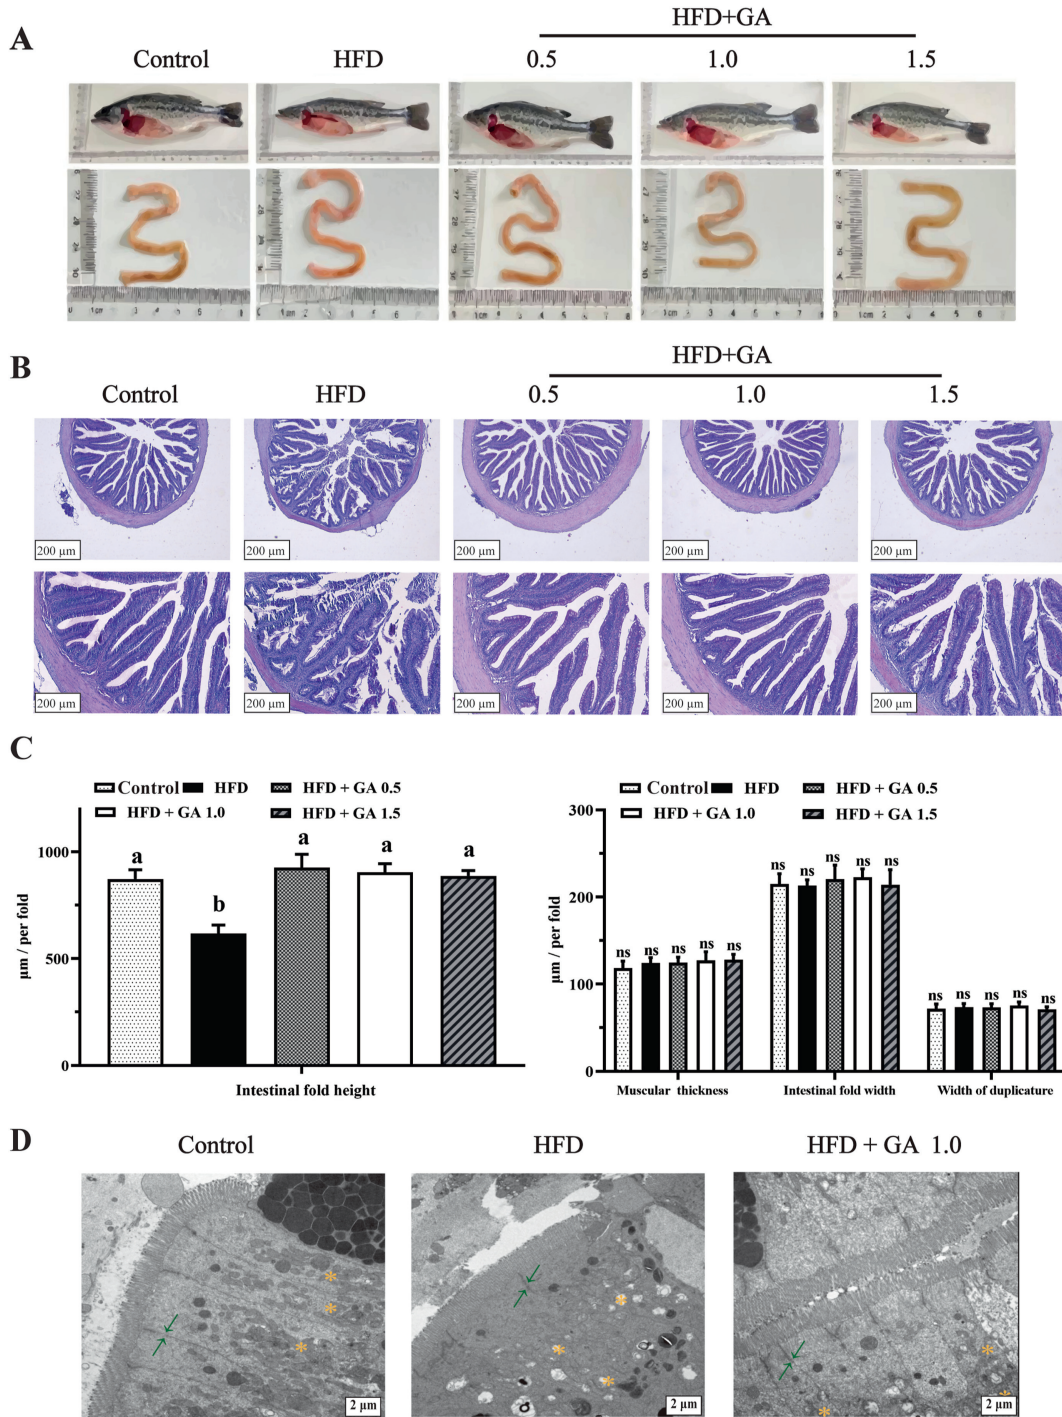 A
HFD+GA
Control HFD 0.5 1.0 1.5
B
HFD+GA
Control HFD 0.5 1.0 1.5
200 µm 200 µm 200 µm 200 µm 200 µm
200 µm 200 µm 200 µm 200 µm 200 µm
C
Control HFD HFD + GA 0.5
HFD + GA 1.0 HFD + GA 1.5
µm / per fold
1000
500
0
a b a a a
Intestinal fold height
Control HFD HFD + GA 0.5
HFD + GA 1.0 HFD + GA 1.5
µm / per fold
300
200
100
0
ns ns ns ns ns
ns ns ns ns ns
ns ns ns ns ns
Muscular thickness Intestinal fold width Width of duplicature
D
Control HFD HFD + GA 1.0
* * * * * * * * *
2 µm 2 µm 2 µm